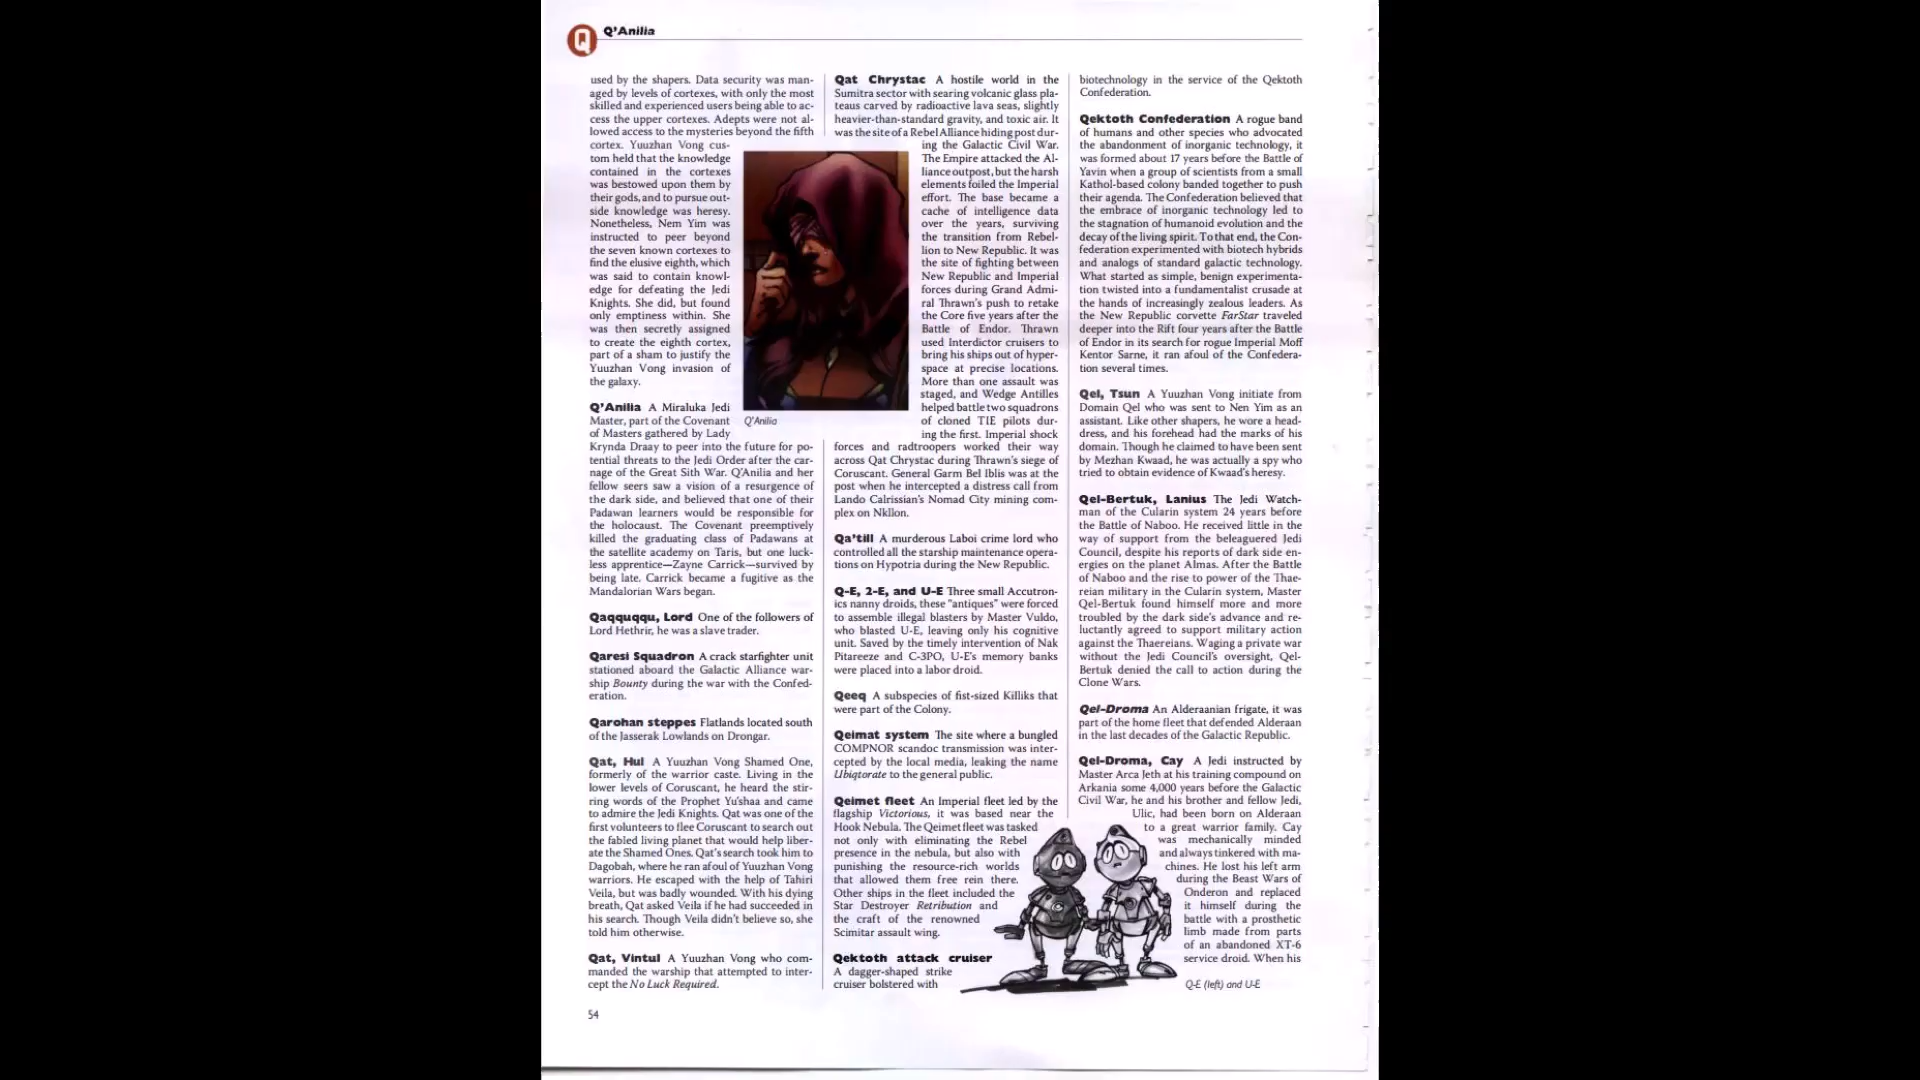 Q
Q'Anilia
used by the shapers. Data security was man-
aged by levels of cortexes, with only the most
skilled and experienced users being able to ac-
cess the upper cortexes. Adepts were not al-
lowed access to the mysteries beyond the fifth
cortex. Yuuzhan Vong cus-
tom held that the knowledge
contained in the cortexes
was bestowed upon them by
their gods, and to pursue out-
side knowledge was heresy.
Nonetheless, Nem Yim was
instructed to peer beyond
the seven known cortexes to
find the elusive eighth, which
was said to contain knowl-
edge for defeating the Jedi
Knights. She did, but found
only emptiness within. She
was then secretly assigned
to create the eighth cortex,
part of a sham to justify the
Yuuzhan Vong invasion of
the galaxy.
Q'Anilia A Miraluka Jedi
Master, part of the Covenant
of Masters gathered by Lady
Krynda Draay to peer into the future for po-
tential threats to the Jedi Order after the car-
nage of the Great Sith War. Q'Anilia and her
fellow seers saw a vision of a resurgence of
the dark side, and believed that one of their
Padawan learners would be responsible for
the holocaust. The Covenant preemptively
killed the graduating class of Padawans at
the satellite academy on Taris, but one luck-
less apprentice—Zayne Carrick—survived by
being late. Carrick became a fugitive as the
Mandalorian Wars began.
Qaqquqqu, Lord One of the followers of
Lord Hethrir, he was a slave trader.
Qaresi Squadron A crack starfighter unit
stationed aboard the Galactic Alliance war-
ship Bounty during the war with the Confed-
eration.
Qarohan steppes Flatlands located south
of the Jasserak Lowlands on Drongar.
Qat, Hul A Yuuzhan Vong Shamed One,
formerly of the warrior caste. Living in the
lower levels of Coruscant, he heard the stir-
ring words of the Prophet Yu'shaa and came
to admire the Jedi Knights. Qat was one of the
first volunteers to flee Coruscant to search out
the fabled living planet that would help liber-
ate the Shamed Ones. Qat's search took him to
Dagobah, where he ran afoul of Yuuzhan Vong
warriors. He escaped with the help of Tahiri
Veila, but was badly wounded. With his dying
breath, Qat asked Veila if he had succeeded in
his search. Though Veila didn't believe so, she
told him otherwise.
Qat, Vintul A Yuuzhan Vong who com-
manded the warship that attempted to inter-
cept the No Luck Required.
Q'Anilia
Qat Chrystac A hostile world in the
Sumitra sector with searing volcanic glass pla-
teaus carved by radioactive lava seas, slightly
heavier-than-standard gravity, and toxic air. It
was the site of a Rebel Alliance hiding post dur-
ing the Galactic Civil War.
The Empire attacked the Al-
liance outpost, but the harsh
elements foiled the Imperial
effort. The base became a
cache of intelligence data
over the years, surviving
the transition from Rebel-
lion to New Republic. It was
the site of fighting between
New Republic and Imperial
forces during Grand Admi-
ral Thrawn's push to retake
the Core five years after the
Battle of Endor. Thrawn
used Interdictor cruisers to
bring his ships out of hyper-
space at precise locations.
More than one assault was
staged, and Wedge Antilles
helped battle two squadrons
of cloned TIE pilots dur-
ing the first. Imperial shock
forces and radtroopers worked their way
across Qat Chrystac during Thrawn's siege of
Coruscant. General Garm Bel Iblis was at the
post when he intercepted a distress call from
Lando Calrissian's Nomad City mining com-
plex on Nkllon.
Qa'till A murderous Laboi crime lord who
controlled all the starship maintenance opera-
tions on Hypotria during the New Republic.
Q-E, 2-E, and U-E Three small Accutron-
ics nanny droids, these "antiques" were forced
to assemble illegal blasters by Master Vuldo,
who blasted U-E, leaving only his cognitive
unit. Saved by the timely intervention of Nak
Pitareeze and C-3PO, U-E's memory banks
were placed into a labor droid.
Qeeq A subspecies of fist-sized Killiks that
were part of the Colony.
Qeimat system The site where a bungled
COMPNOR scandoc transmission was inter-
cepted by the local media, leaking the name
Ubiqtorate to the general public.
Qeimet fleet An Imperial fleet led by the
flagship Victorious, it was based near the
Hook Nebula. The Qeimet fleet was tasked
not only with eliminating the Rebel
presence in the nebula, but also with
punishing the resource-rich worlds
that allowed them free rein there.
Other ships in the fleet included the
Star Destroyer Retribution and
the craft of the renowned
Scimitar assault wing.
Qektoth attack cruiser
A dagger-shaped strike
cruiser bolstered with
biotechnology in the service of the Qektoth
Confederation.
Qektoth Confederation A rogue band
of humans and other species who advocated
the abandonment of inorganic technology, it
was formed about 17 years before the Battle of
Yavin when a group of scientists from a small
Kathol-based colony banded together to push
their agenda. The Confederation believed that
the embrace of inorganic technology led to
the stagnation of humanoid evolution and the
decay of the living spirit. To that end, the Con-
federation experimented with biotech hybrids
and analogs of standard galactic technology.
What started as simple, benign experimenta-
tion twisted into a fundamentalist crusade at
the hands of increasingly zealous leaders. As
the New Republic corvette FarStar traveled
deeper into the Rift four years after the Battle
of Endor in its search for rogue Imperial Moff
Kentor Sarne, it ran afoul of the Confedera-
tion several times.
Qel, Tsun A Yuuzhan Vong initiate from
Domain Qel who was sent to Nen Yim as an
assistant. Like other shapers, he wore a head-
dress, and his forehead had the marks of his
domain. Though he claimed to have been sent
by Mezhan Kwaad, he was actually a spy who
tried to obtain evidence of Kwaad's heresy.
Qel-Bertuk, Lanius The Jedi Watch-
man of the Cularin system 24 years before
the Battle of Naboo. He received little in the
way of support from the beleaguered Jedi
Council, despite his reports of dark side en-
ergies on the planet Almas. After the Battle
of Naboo and the rise to power of the Thae-
reian military in the Cularin system, Master
Qel-Bertuk found himself more and more
troubled by the dark side's advance and re-
luctantly agreed to support military action
against the Thaereians. Waging a private war
without the Jedi Council's oversight, Qel-
Bertuk denied the call to action during the
Clone Wars.
Qel-Droma An Alderaanian frigate, it was
part of the home fleet that defended Alderaan
in the last decades of the Galactic Republic.
Qel-Droma, Cay A Jedi instructed by
Master Arca Jeth at his training compound on
Arkania some 4,000 years before the Galactic
Civil War, he and his brother and fellow Jedi,
Ulic, had been born on Alderaan
to a great warrior family. Cay
was mechanically minded
and always tinkered with ma-
chines. He lost his left arm
during the Beast Wars of
Onderon and replaced
it himself during the
battle with a prosthetic
limb made from parts
of an abandoned XT-6
service droid. When his
Q-E (left) and U-E
54